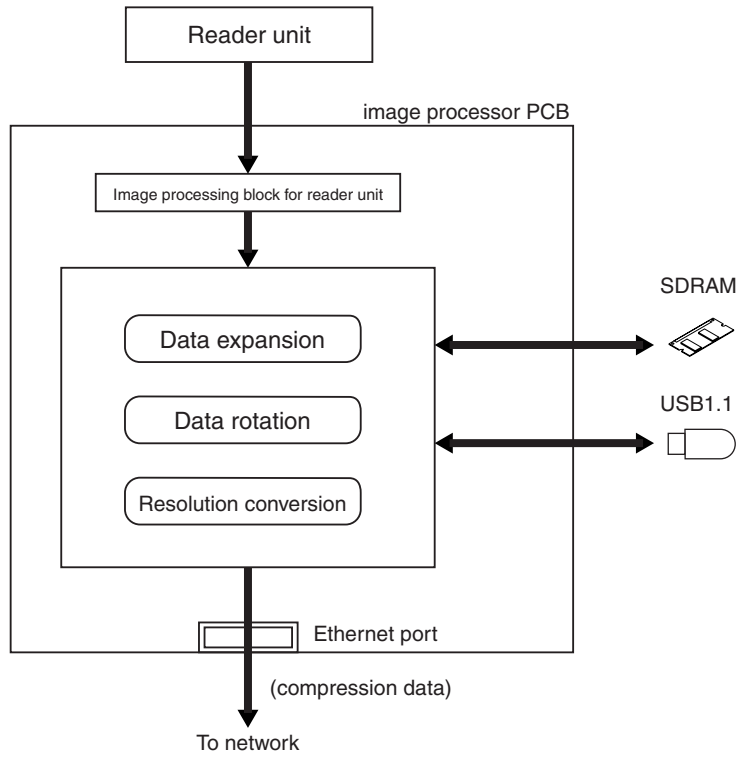 Reader unit
image processor PCB
Image processing block for reader unit
SDRAM
Data expansion
USB1.1
Data rotation
Resolution conversion
Ethernet port
(compression data)
To network